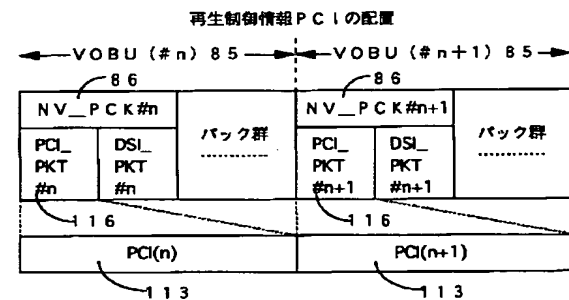 再生制御情報PCIの配置
VOBU(#n)85
VOBU(#n+1)85
86
86
NV_PCK#n
パック群
NV_PCK#n+1
パック群
PCI_
PKT
#n
DSI_
PKT
#n
PCI_
PKT
#n+1
DSI_
PKT
#n+1
116
116
PCI(n)
PCI(n+1)
113
113